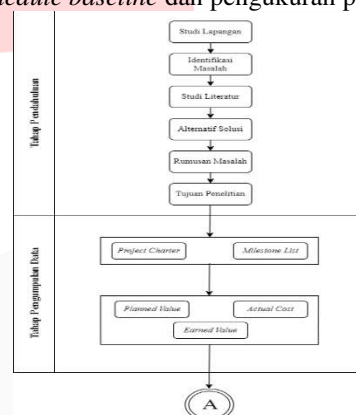 baseline dan pengukuran p
Studi Lapangan
Identifikasi
Masalah
Studi Literatur
Alternatif Solusi
Rumusan Masalah
Tujuan Penelitian
Tahap Pendahuluan
Project Charter
Milestone List
Planned Value
Actual Cost
Earned Value
Tahap Pengumpulan Data
A